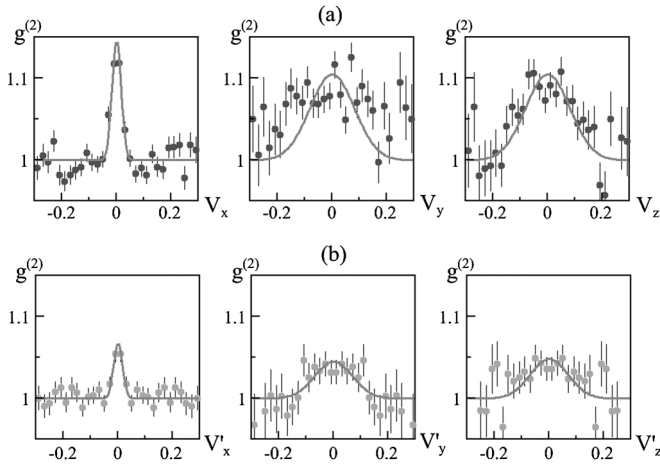 (a)
g(2) g(2) g(2)
1.1 1.1 1.1
1 1 1
-0.2 0 0.2 Vx -0.2 0 0.2 Vy -0.2 0 0.2 Vz
(b)
g(2) g(2) g(2)
1.1 1.1 1.1
1 1 1
-0.2 0 0.2 V'x -0.2 0 0.2 V'y -0.2 0 0.2 V'z